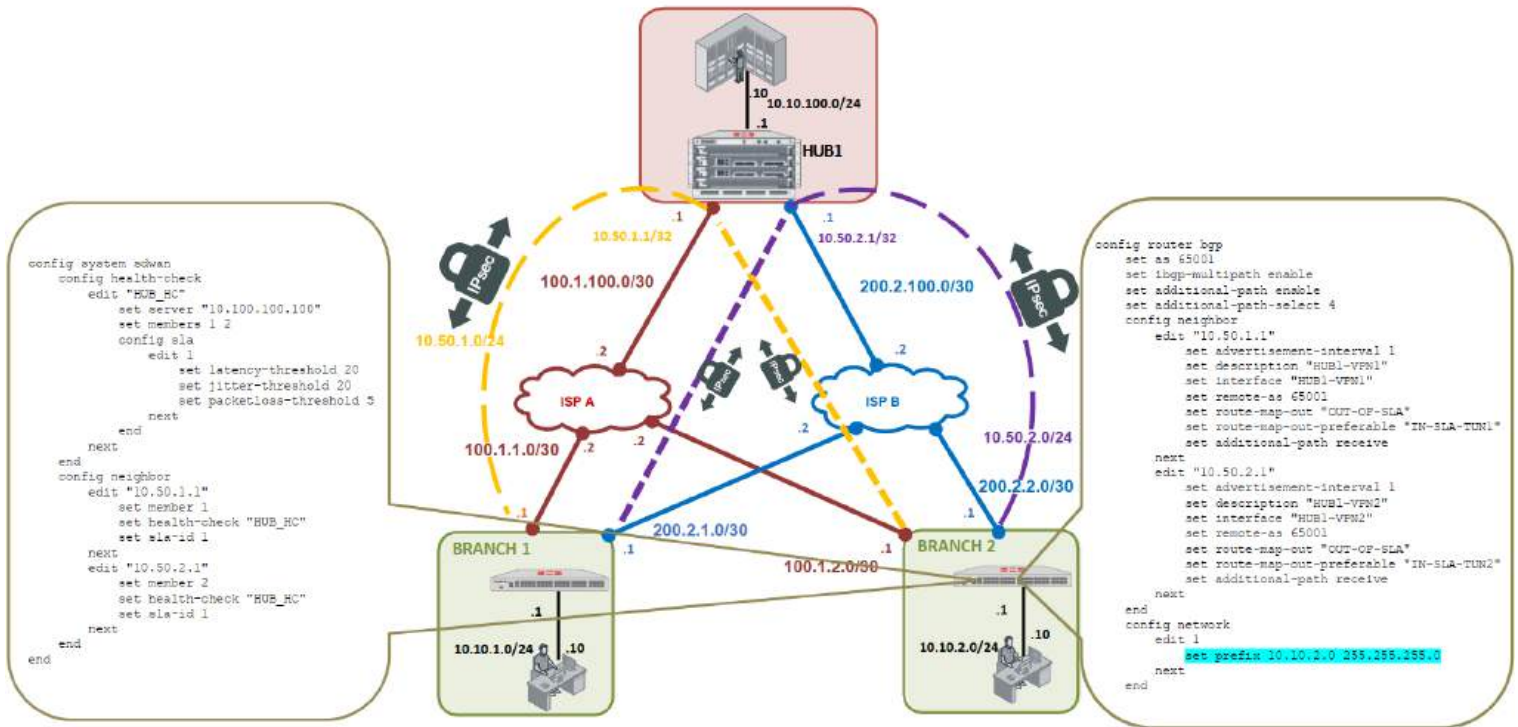 .10
10.10.100.0/24
.1
HUB1
.1
10.50.1.1/32
.1
10.50.2.1/32
IPsec
100.1.100.0/30
200.2.100.0/30
IPsec
10.50.1.0/24
.2
.2
IPsec
IPsec
ISP A
ISP B
.2
.2
.2
100.1.1.0/30
10.50.2.0/24
200.2.2.0/30
.1
.1
200.2.1.0/30
.1
.1
.1
BRANCH 1
BRANCH 2
100.1.2.0/30
.1
.10
10.10.1.0/24
.1
.10
10.10.2.0/24
config system sdwan
config health-check
edit "HUB_HC"
set server "10.100.100.100"
set members 1 2
config sla
edit 1
set latency-threshold 20
set jitter-threshold 20
set packetloss-threshold 5
next
end
next
end
config neighbor
edit "10.50.1.1"
set member 1
set health-check "HUB_HC"
set sla-id 1
next
edit "10.50.2.1"
set member 2
set health-check "HUB_HC"
set sla-id 1
next
end
end
config router bgp
set as 65001
set ibgp-multipath enable
set additional-path enable
set additional-path-select 4
config neighbor
edit "10.50.1.1"
set advertisement-interval 1
set description "HUB1-VPN1"
set interface "HUB1-VPN1"
set remote-as 65001
set route-map-out "OUT-OF-SLA"
set route-map-out-preferable "IN-SLA-TUN1"
set additional-path receive
next
edit "10.50.2.1"
set advertisement-interval 1
set description "HUB1-VPN2"
set interface "HUB1-VPN2"
set remote-as 65001
set route-map-out "OUT-OF-SLA"
set route-map-out-preferable "IN-SLA-TUN2"
set additional-path receive
next
end
config network
edit 1
set prefix 10.10.2.0 255.255.255.0
next
end